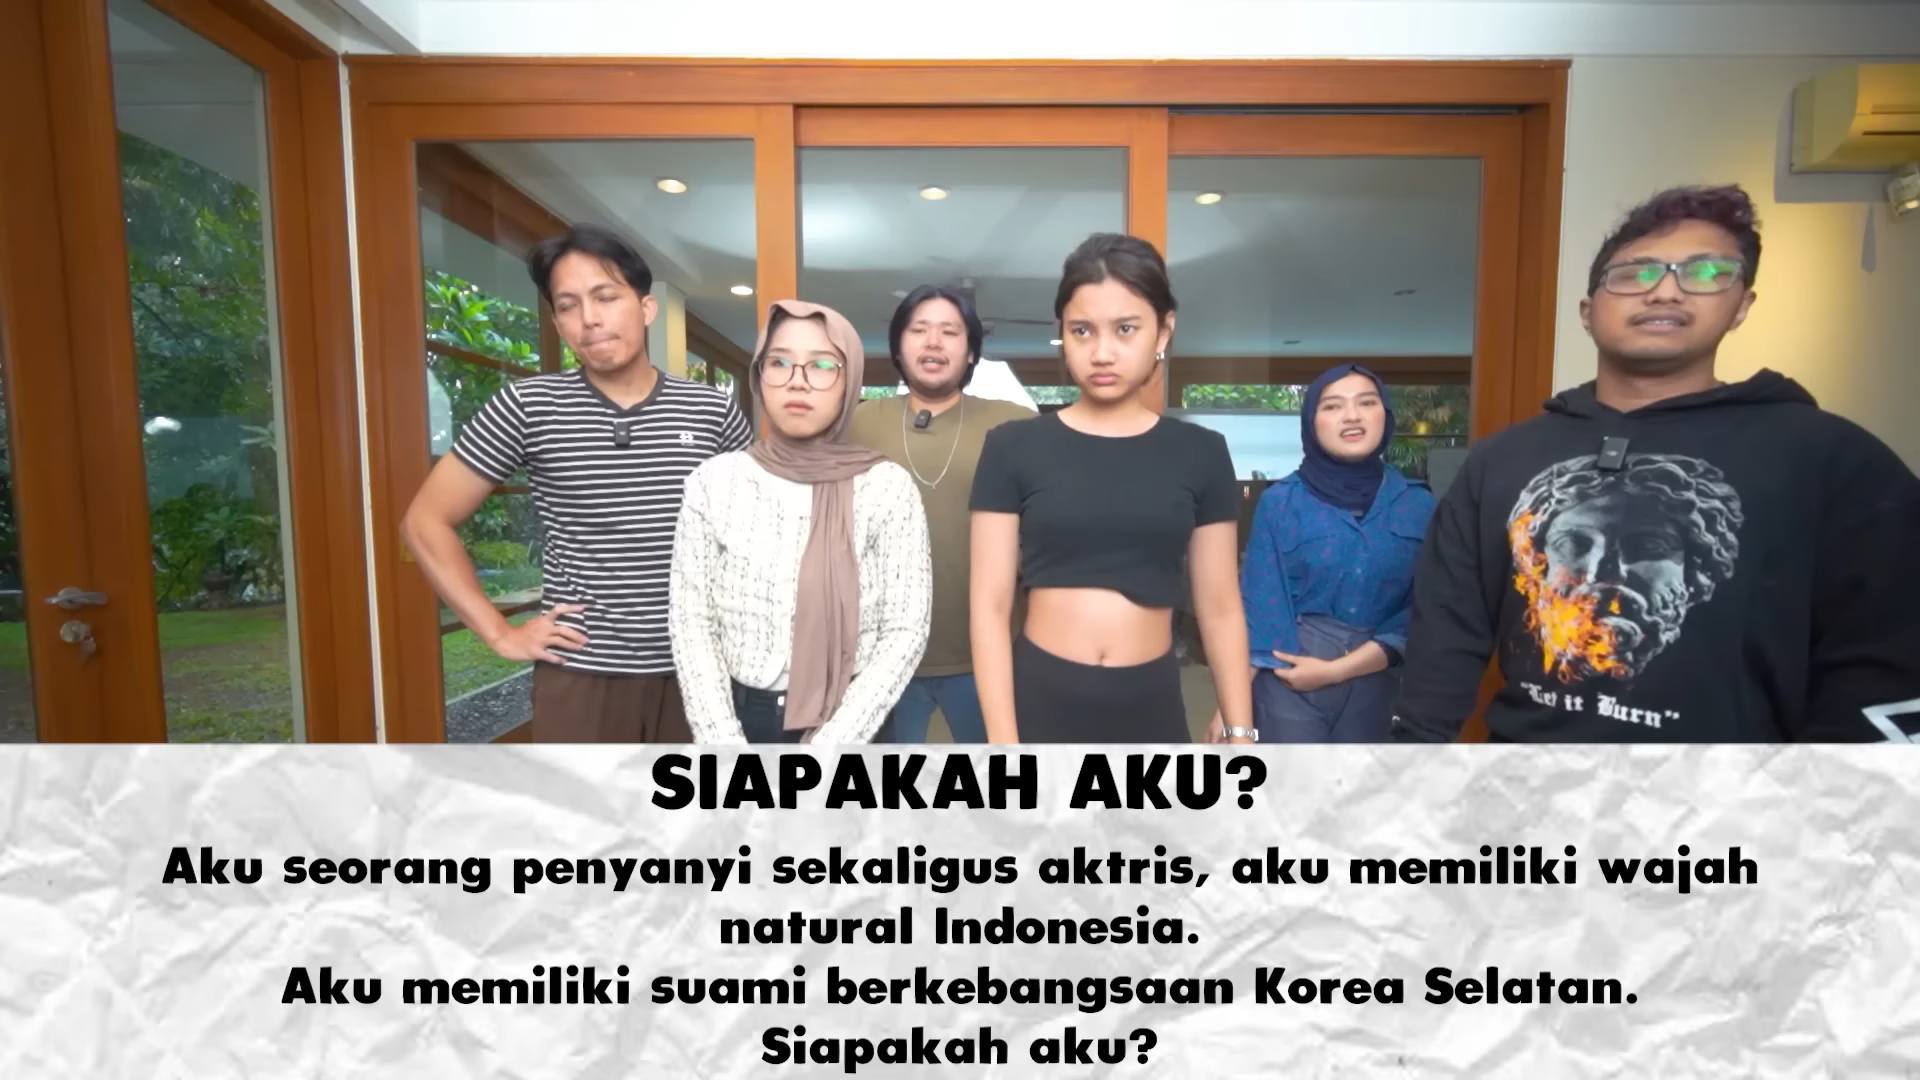 "Let it Burn"
SIAPAKAH AKU?
Aku seorang penyanyi sekaligus aktris, aku memiliki wajah
natural Indonesia.
Aku memiliki suami berkebangsaan Korea Selatan.
Siapakah aku?